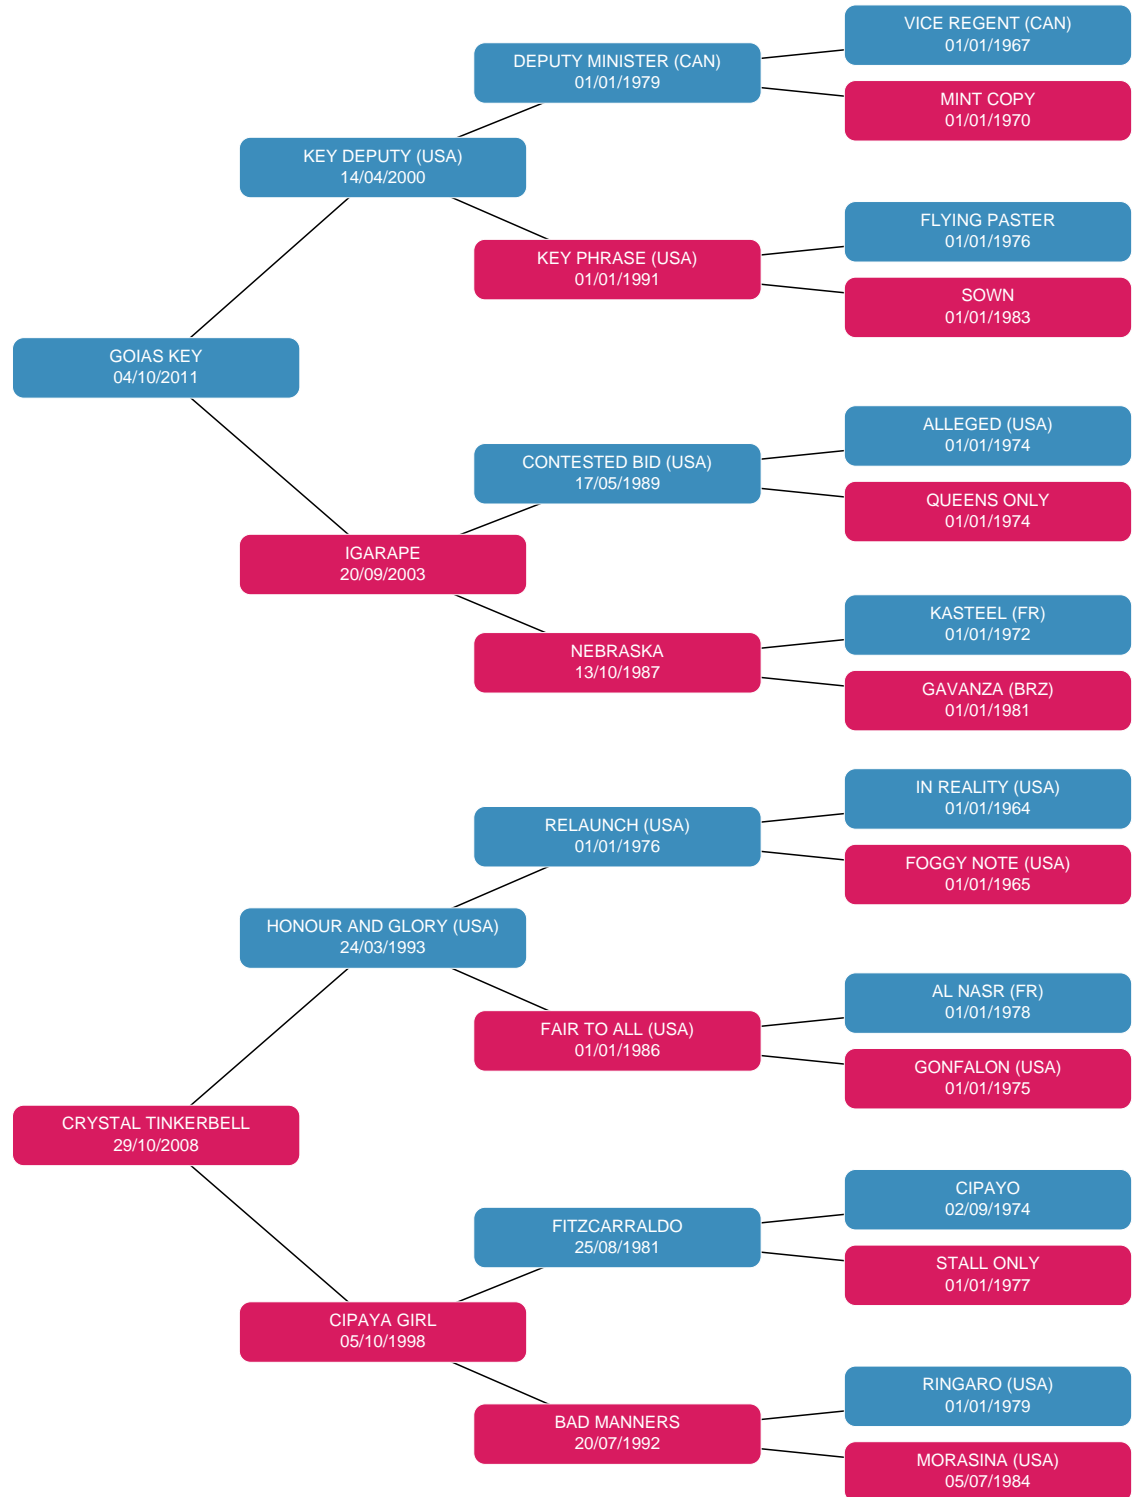 VICE REGENT (CAN)
01/01/1967
DEPUTY MINISTER (CAN)
01/01/1979
MINT COPY
01/01/1970
KEY DEPUTY (USA)
14/04/2000
FLYING PASTER
01/01/1976
KEY PHRASE (USA)
01/01/1991
SOWN
01/01/1983
GOIAS KEY
04/10/2011
ALLEGED (USA)
01/01/1974
CONTESTED BID (USA)
17/05/1989
QUEENS ONLY
01/01/1974
IGARAPE
20/09/2003
KASTEEL (FR)
01/01/1972
NEBRASKA
13/10/1987
GAVANZA (BRZ)
01/01/1981
IN REALITY (USA)
01/01/1964
RELAUNCH (USA)
01/01/1976
FOGGY NOTE (USA)
01/01/1965
HONOUR AND GLORY (USA)
24/03/1993
AL NASR (FR)
01/01/1978
FAIR TO ALL (USA)
01/01/1986
GONFALON (USA)
01/01/1975
CRYSTAL TINKERBELL
29/10/2008
CIPAYO
02/09/1974
FITZCARRALDO
25/08/1981
STALL ONLY
01/01/1977
CIPAYA GIRL
05/10/1998
RINGARO (USA)
01/01/1979
BAD MANNERS
20/07/1992
MORASINA (USA)
05/07/1984